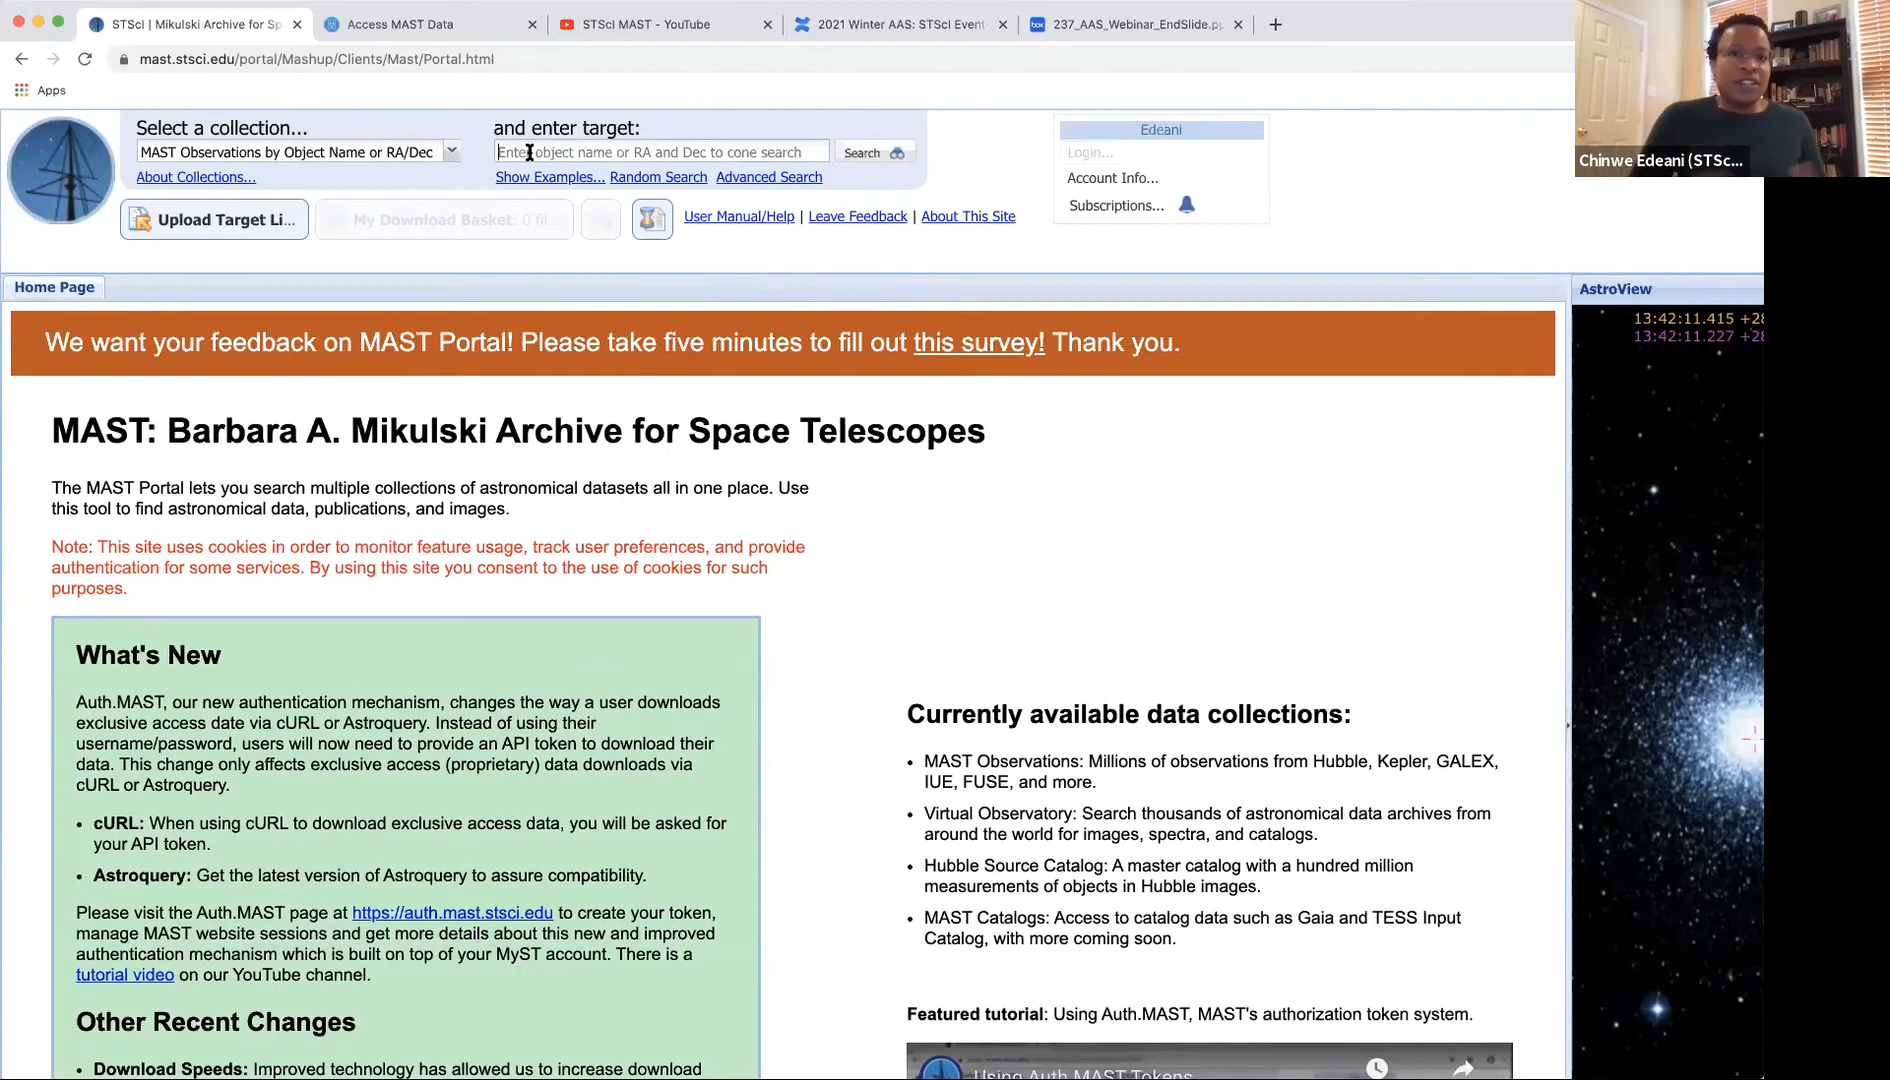 STScI | Mikulski Archive for Sp
Access MAST Data
STScI MAST - YouTube
2021 Winter AAS: STScI Event
237_AAS_Webinar_EndSlide.pp
mast.stsci.edu/portal/Mashup/Clients/Mast/Portal.html
Apps
Select a collection...
MAST Observations by Object Name or RA/Dec
About Collections...
and enter target:
Enter object name or RA and Dec to cone search
Search
Show Examples... Random Search Advanced Search
Upload Target Li...
My Download Basket: 0 fil...
User Manual/Help | Leave Feedback | About This Site
Edeani
Login...
Account Info...
Subscriptions...
Chinwe Edeani (STSc...
Home Page
AstroView
13:42:11.415 +28
13:42:11.227 +28
We want your feedback on MAST Portal! Please take five minutes to fill out this survey! Thank you.
MAST: Barbara A. Mikulski Archive for Space Telescopes
The MAST Portal lets you search multiple collections of astronomical datasets all in one place. Use
this tool to find astronomical data, publications, and images.
Note: This site uses cookies in order to monitor feature usage, track user preferences, and provide
authentication for some services. By using this site you consent to the use of cookies for such
purposes.
What's New
Auth.MAST, our new authentication mechanism, changes the way a user downloads
exclusive access date via cURL or Astroquery. Instead of using their
username/password, users will now need to provide an API token to download their
data. This change only affects exclusive access (proprietary) data downloads via
cURL or Astroquery.
• cURL: When using cURL to download exclusive access data, you will be asked for
your API token.
• Astroquery: Get the latest version of Astroquery to assure compatibility.
Please visit the Auth.MAST page at https://auth.mast.stsci.edu to create your token,
manage MAST website sessions and get more details about this new and improved
authentication mechanism which is built on top of your MyST account. There is a
tutorial video on our YouTube channel.
Other Recent Changes
• Download Speeds: Improved technology has allowed us to increase download
Currently available data collections:
• MAST Observations: Millions of observations from Hubble, Kepler, GALEX,
IUE, FUSE, and more.
• Virtual Observatory: Search thousands of astronomical data archives from
around the world for images, spectra, and catalogs.
• Hubble Source Catalog: A master catalog with a hundred million
measurements of objects in Hubble images.
• MAST Catalogs: Access to catalog data such as Gaia and TESS Input
Catalog, with more coming soon.
Featured tutorial: Using Auth.MAST, MAST's authorization token system.
Using Auth MAST Tokens